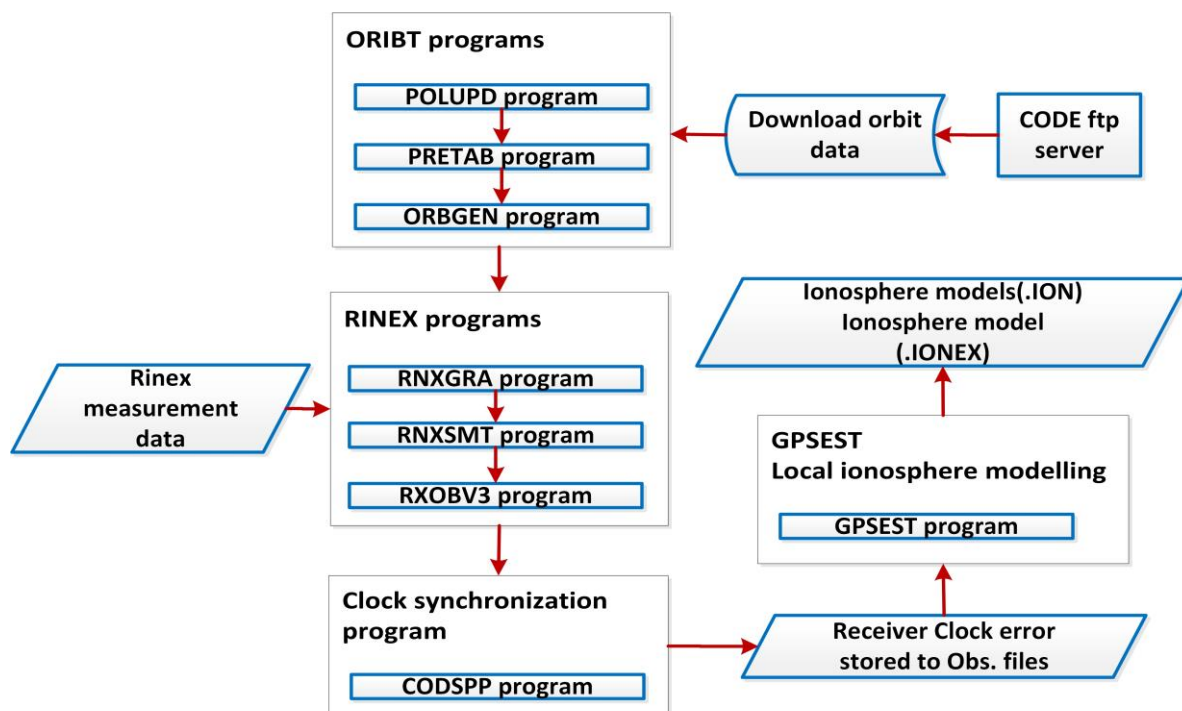 ORIBT programs
POLUPD program
PRETAB program
ORBGEN program
Download orbit
data
CODE ftp
server
RINEX programs
RNXGRA program
RNXSMT program
RXOBV3 program
Rinex
measurement
data
Clock synchronization
program
CODSPP program
Receiver Clock error
stored to Obs. files
GPSEST
Local ionosphere modelling
GPSEST program
Ionosphere models(.ION)
Ionosphere model
(.IONEX)